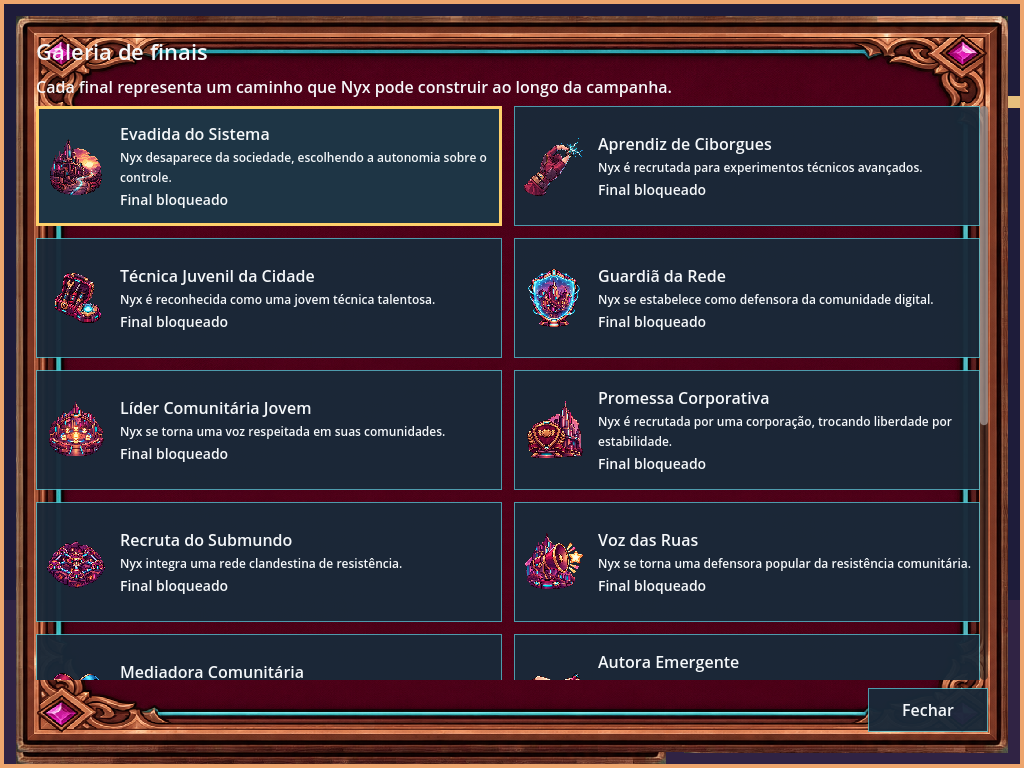 Galeria de finais
Cada final representa um caminho que Nyx pode construir ao longo da campanha.
Evadida do Sistema
Nyx desaparece da sociedade, escolhendo a autonomia sobre o
controle.
Final bloqueado
Aprendiz de Ciborgues
Nyx é recrutada para experimentos técnicos avançados.
Final bloqueado
Técnica Juvenil da Cidade
Nyx é reconhecida como uma jovem técnica talentosa.
Final bloqueado
Guardiã da Rede
Nyx se estabelece como defensora da comunidade digital.
Final bloqueado
Líder Comunitária Jovem
Nyx se torna uma voz respeitada em suas comunidades.
Final bloqueado
Promessa Corporativa
Nyx é recrutada por uma corporação, trocando liberdade por
estabilidade.
Final bloqueado
Recruta do Submundo
Nyx integra uma rede clandestina de resistência.
Final bloqueado
Voz das Ruas
Nyx se torna uma defensora popular da resistência comunitária.
Final bloqueado
Mediadora Comunitária
Autora Emergente
Fechar